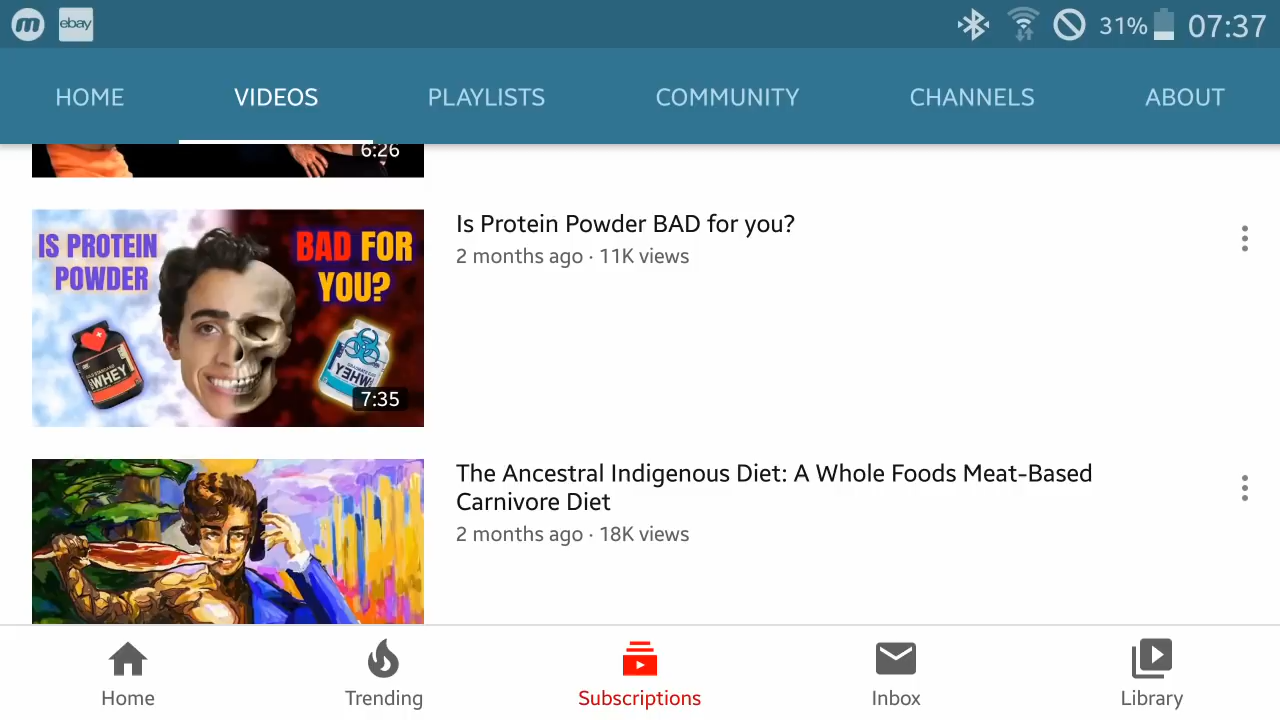 m
ebay
31%
07:37
HOME
VIDEOS
PLAYLISTS
COMMUNITY
CHANNELS
ABOUT
6:26
IS PROTEIN
POWDER
BAD FOR
YOU?
WHEY
WHEY
7:35
Is Protein Powder BAD for you?
2 months ago · 11K views
The Ancestral Indigenous Diet: A Whole Foods Meat-Based
Carnivore Diet
2 months ago · 18K views
Home
Trending
Subscriptions
Inbox
Library